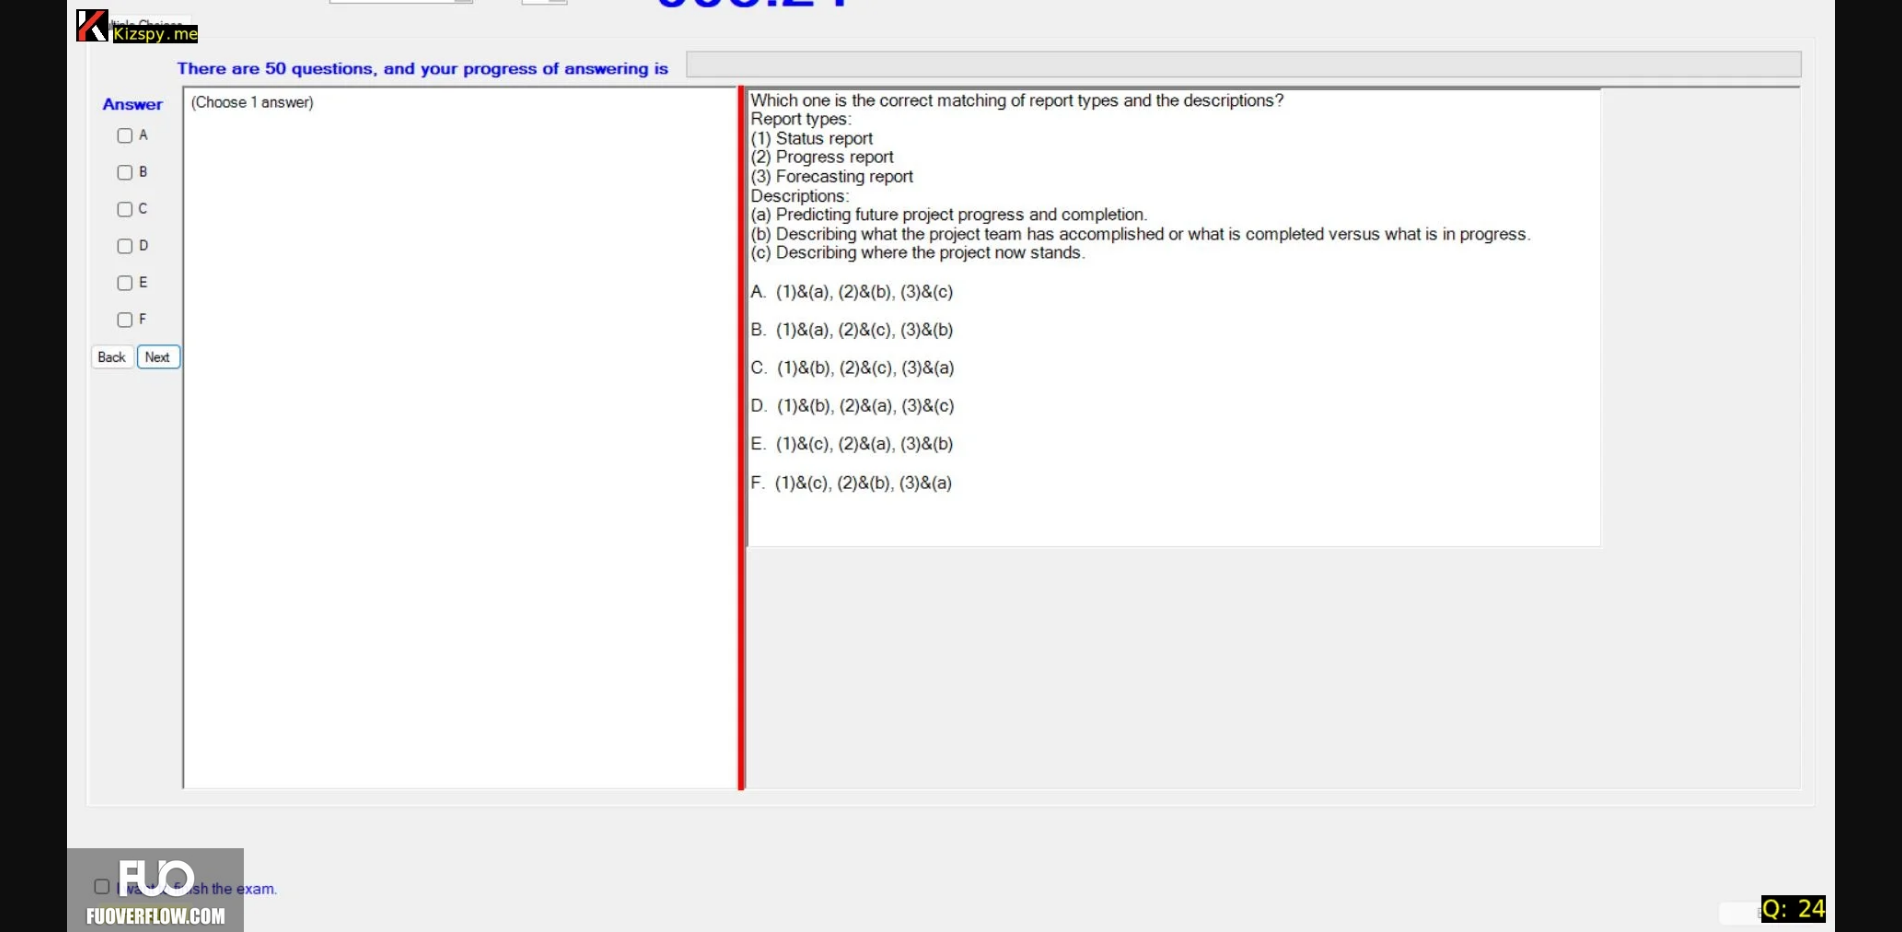 Kizspy.me
There are 50 questions, and your progress of answering is
Answer
(Choose 1 answer)
A
B
C
D
E
F
Back Next
Which one is the correct matching of report types and the descriptions?
Report types:
(1) Status report
(2) Progress report
(3) Forecasting report
Descriptions:
(a) Predicting future project progress and completion.
(b) Describing what the project team has accomplished or what is completed versus what is in progress.
(c) Describing where the project now stands.
A. (1)&(a), (2)&(b), (3)&(c)
B. (1)&(a), (2)&(c), (3)&(b)
C. (1)&(b), (2)&(c), (3)&(a)
D. (1)&(b), (2)&(a), (3)&(c)
E. (1)&(c), (2)&(a), (3)&(b)
F. (1)&(c), (2)&(b), (3)&(a)
FUO
the exam.
FUOVERFLOW.COM
Q: 24